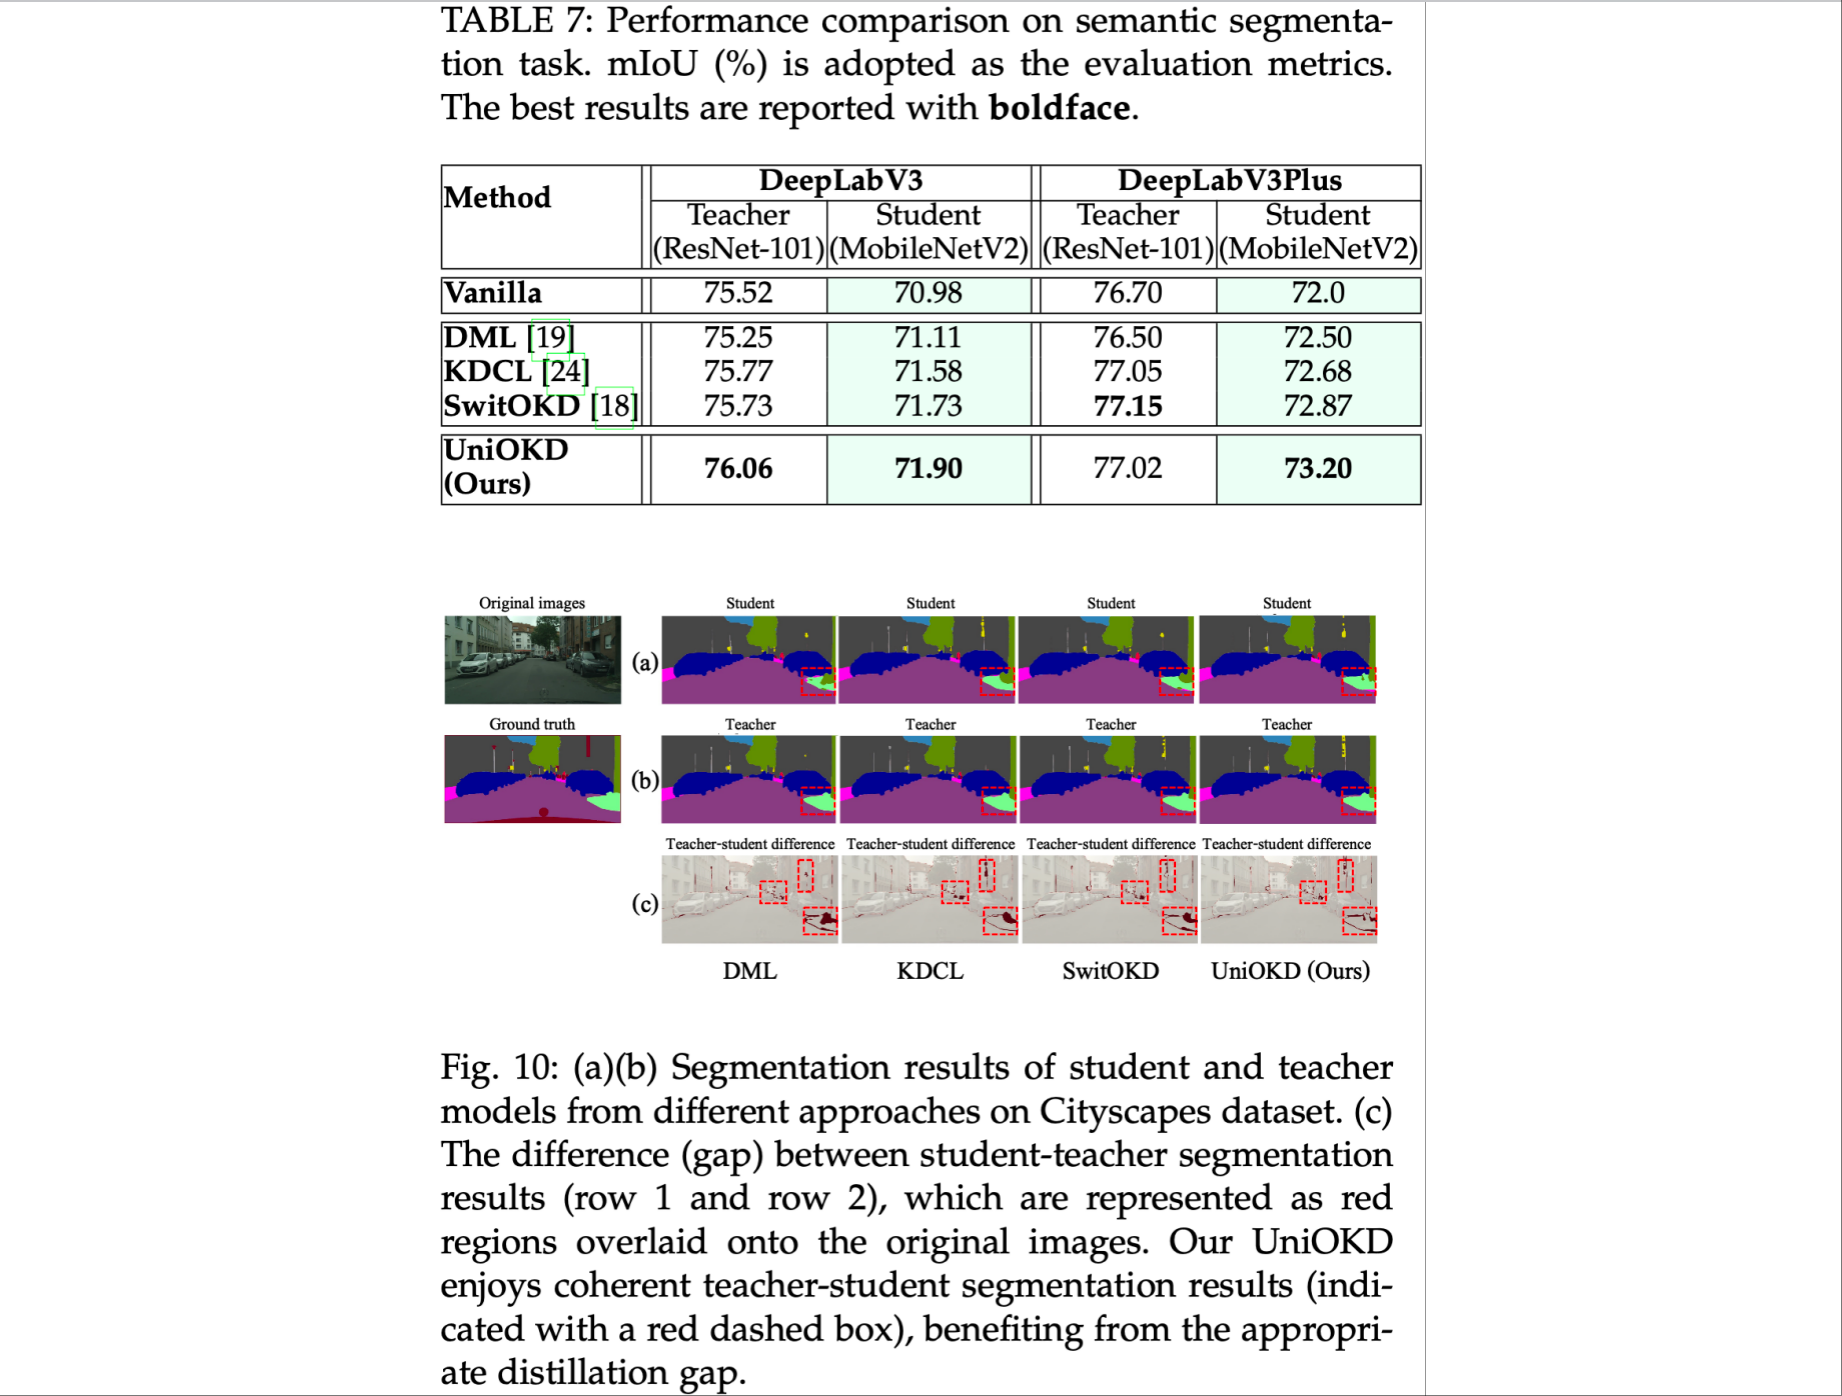 TABLE 7: Performance comparison on semantic segmenta-
tion task. mIoU (%) is adopted as the evaluation metrics.
The best results are reported with boldface.
Method DeepLabV3 DeepLabV3Plus
Teacher Student Teacher Student
(ResNet-101) (MobileNetV2) (ResNet-101) (MobileNetV2)
Vanilla 75.52 70.98 76.70 72.0
DML [19] 75.25 71.11 76.50 72.50
KDCL [24] 75.77 71.58 77.05 72.68
SwitOKD [18] 75.73 71.73 77.15 72.87
UniOKD
(Ours) 76.06 71.90 77.02 73.20
Original images Student Student Student Student
(a)
Ground truth Teacher Teacher Teacher Teacher
(b)
Teacher-student difference Teacher-student difference Teacher-student difference Teacher-student difference
(c)
DML KDCL SwitOKD UniOKD (Ours)
Fig. 10: (a)(b) Segmentation results of student and teacher
models from different approaches on Cityscapes dataset. (c)
The difference (gap) between student-teacher segmentation
results (row 1 and row 2), which are represented as red
regions overlaid onto the original images. Our UniOKD
enjoys coherent teacher-student segmentation results (indi-
cated with a red dashed box), benefiting from the appropri-
ate distillation gap.